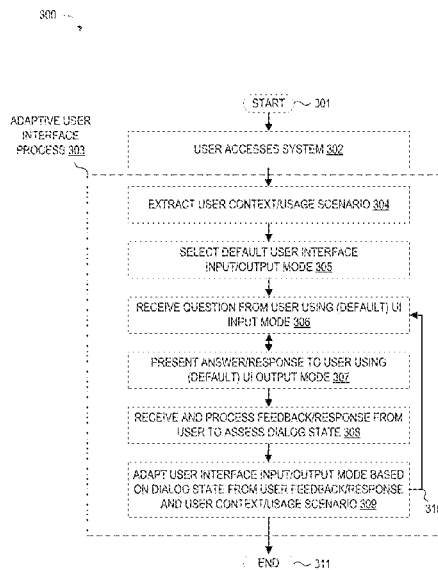 300
START 301
ADAPTIVE USER
INTERFACE
PROCESS 303
USER ACCESSES SYSTEM 302
EXTRACT USER CONTEXT/USAGE SCENARIO 304
SELECT DEFAULT USER INTERFACE
INPUT/OUTPUT MODE 305
RECEIVE QUESTION FROM USER USING (DEFAULT) UI
INPUT MODE 306
PRESENT ANSWER/RESPONSE TO USER USING
(DEFAULT) UI OUTPUT MODE 307
RECEIVE AND PROCESS FEEDBACK/RESPONSE FROM
USER TO ASSESS DIALOG STATE 308
ADAPT USER INTERFACE INPUT/OUTPUT MODE BASED
ON DIALOG STATE FROM USER FEEDBACK/RESPONSE
AND USER CONTEXT/USAGE SCENARIO 309
310
END 311